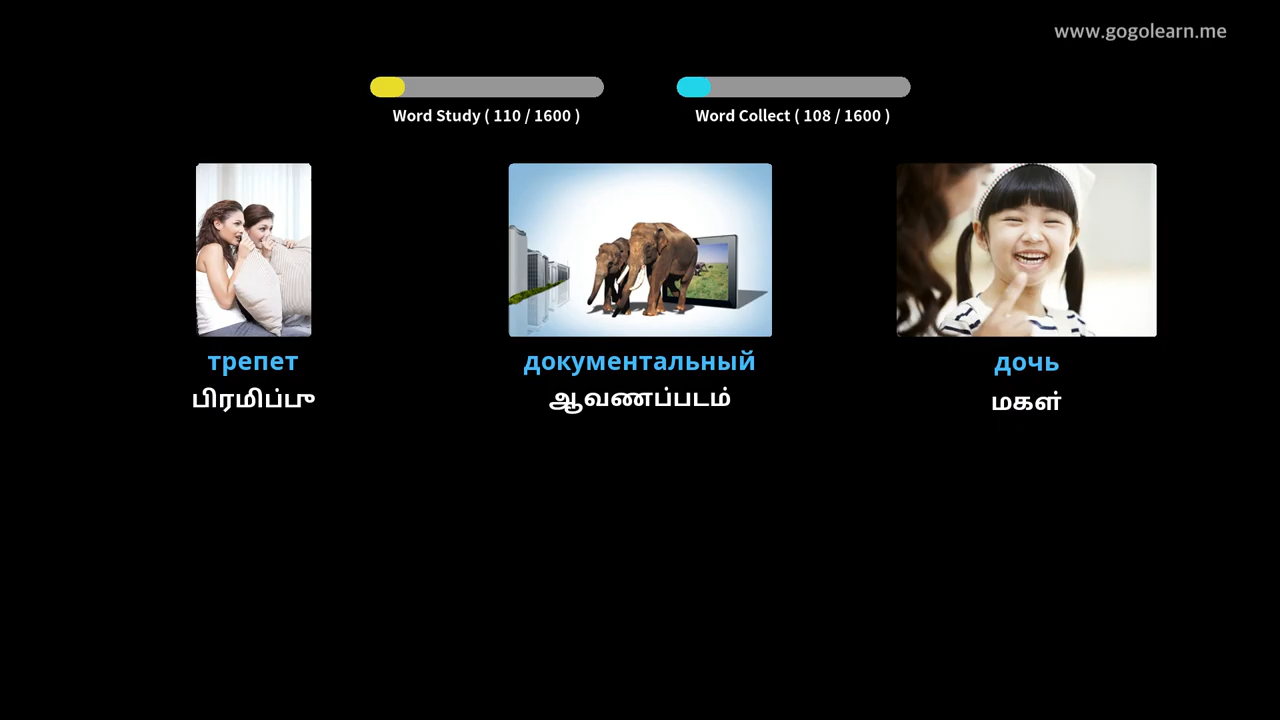 www.gogolearn.me
Word Study ( 110 / 1600 )
Word Collect ( 108 / 1600 )
трепет
பிரமிப்பு
документальный
ஆவணப்படம்
дочь
மகள்